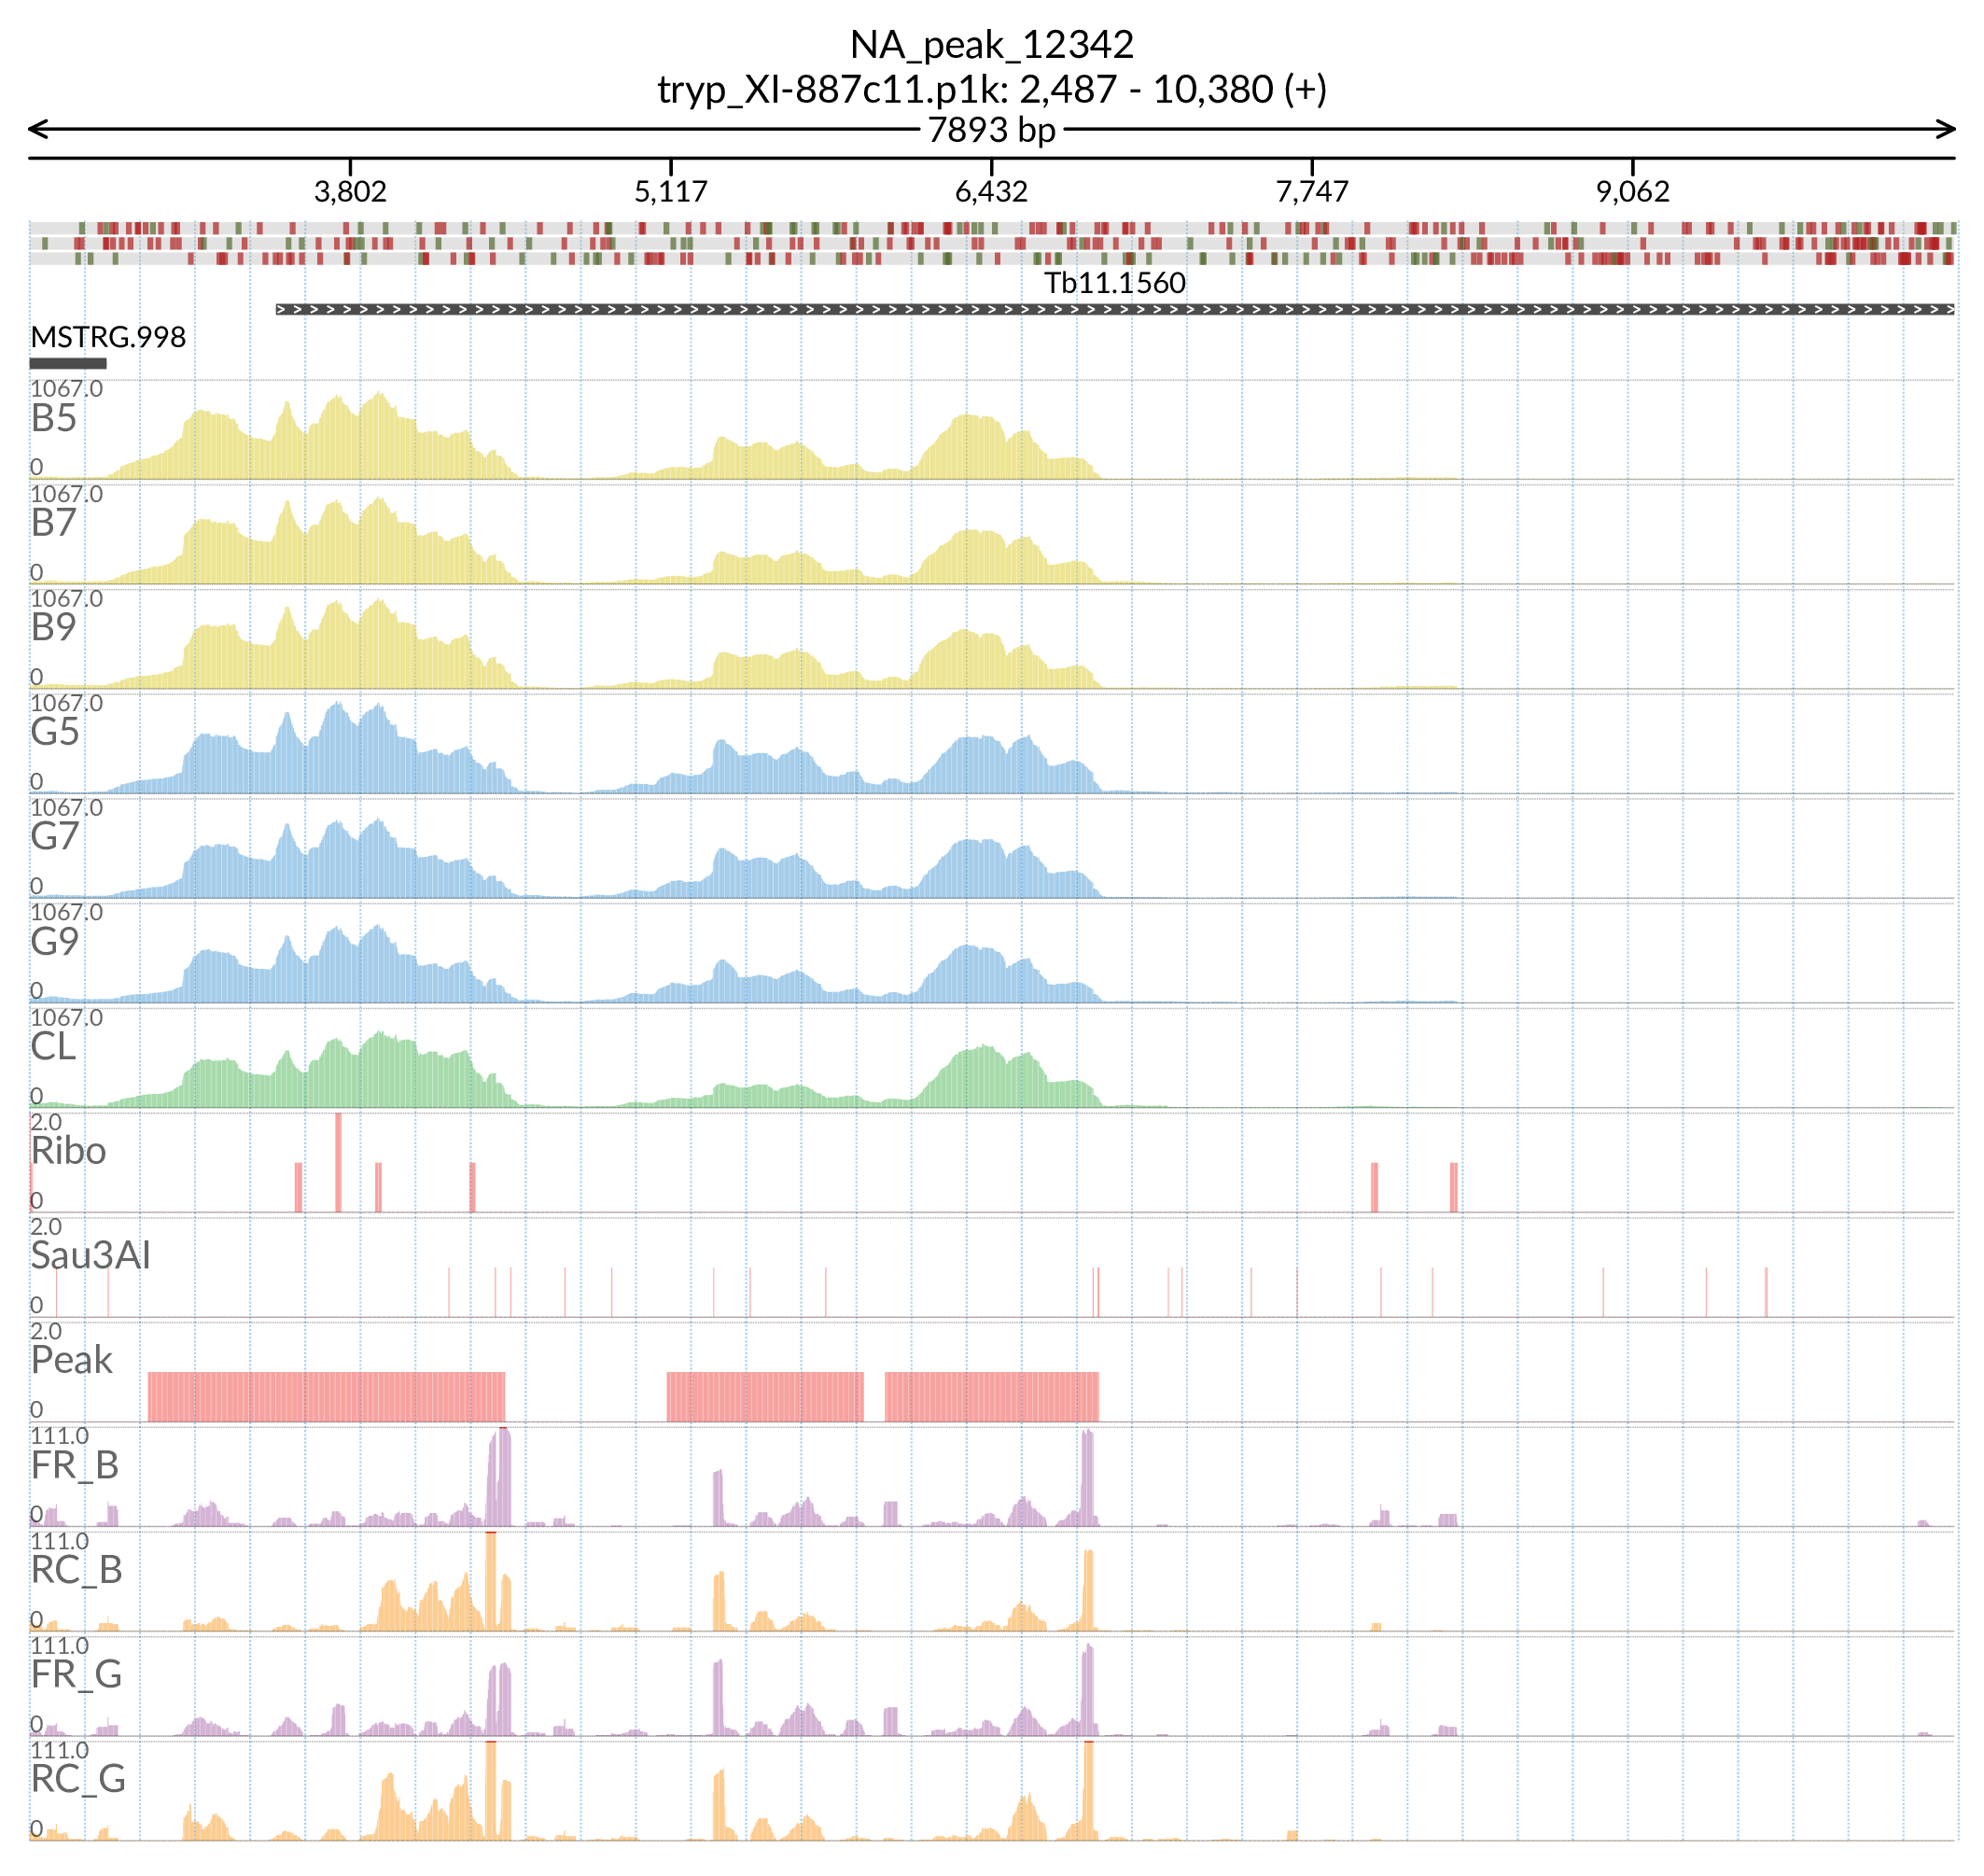 NA_peak_12342
tryp_XI-887c11.p1k: 2,487 - 10,380 (+)
7893 bp
3,802 5,117 6,432 7,747 9,062
Tb11.1560
MSTRG.998
1067.0
B5
0
1067.0
B7
0
1067.0
B9
0
1067.0
G5
0
1067.0
G7
0
1067.0
G9
0
1067.0
CL
0
2.0
Ribo
0
2.0
Sau3AI
0
2.0
Peak
0
111.0
FR_B
0
111.0
RC_B
0
111.0
FR_G
0
111.0
RC_G
0